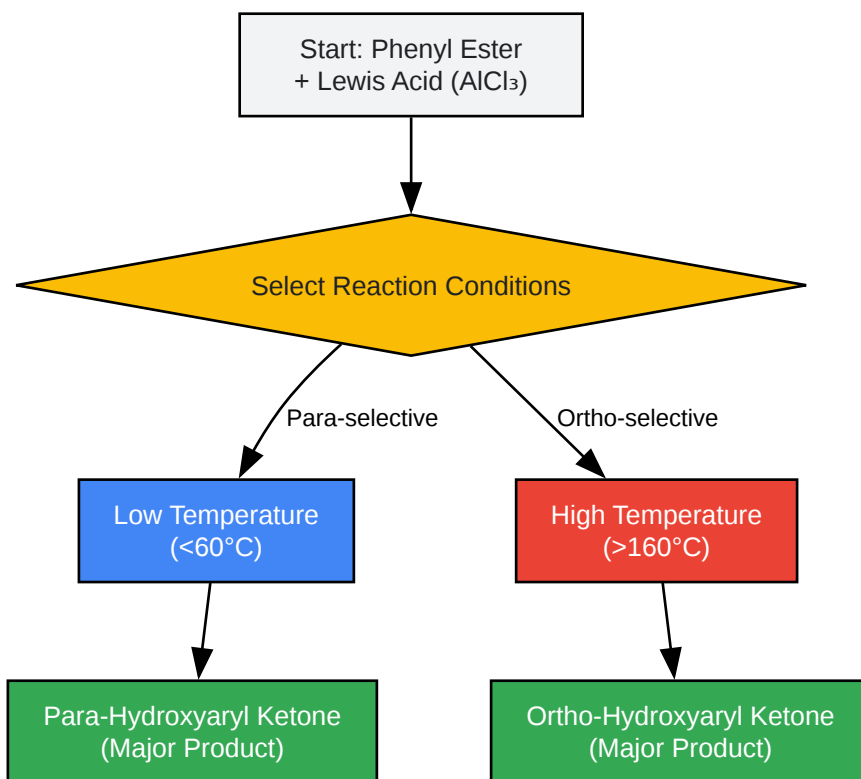 Start: Phenyl Ester
+ Lewis Acid (AlCl₃)
Select Reaction Conditions
Para-selective
Ortho-selective
Low Temperature
(<60°C)
High Temperature
(>160°C)
Para-Hydroxyaryl Ketone
(Major Product)
Ortho-Hydroxyaryl Ketone
(Major Product)